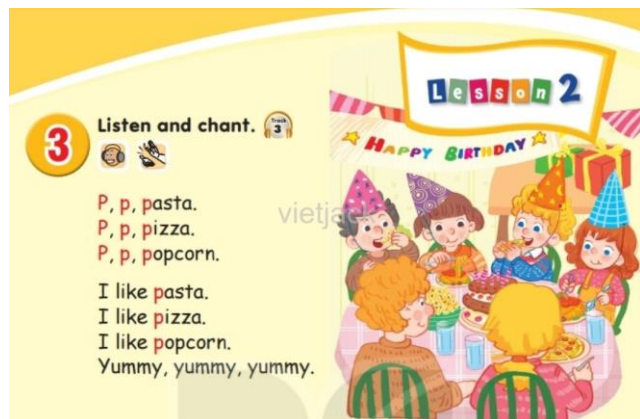 Lesson 2
3 Listen and chant. Track 3
HAPPY BIRTHDAY
P, p, pasta.
P, p, pizza.
P, p, popcorn.
I like pasta.
I like pizza.
I like popcorn.
Yummy, yummy, yummy.